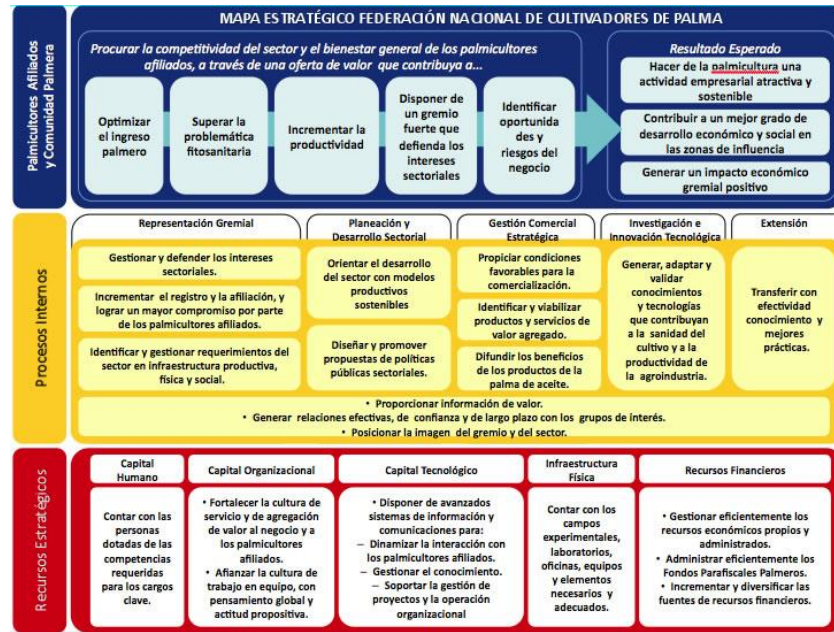 MAPA ESTRATÉGICO FEDERACIÓN NACIONAL DE CULTIVADORES DE PALMA
Palmicultores Afiliados
y Comunidad Palmera
Procurar la competitividad del sector y el bienestar general de los palmicultores
afiliados, a través de una oferta de valor que contribuya a...
Optimizar
el ingreso
palmero
Superar la
problemática
fitosanitaria
Incrementar la
productividad
Disponer de
un gremio
fuerte que
defienda los
intereses
sectoriales
Identificar
oportunida
des y
riesgos del
negocio
Resultado Esperado
Hacer de la palmicultura una
actividad empresarial atractiva y
sostenible
Contribuir a un mejor grado de
desarrollo económico y social en
las zonas de influencia
Generar un impacto económico
gremial positivo
Procesos Internos
Representación Gremial
Gestionar y defender los intereses
sectoriales.
Incrementar el registro y la afiliación, y
lograr un mayor compromiso por parte
de los palmicultores afiliados.
Identificar y gestionar requerimientos del
sector en infraestructura productiva,
física y social.
Planeación y
Desarrollo Sectorial
Orientar el desarrollo
del sector con modelos
productivos
sostenibles
Diseñar y promover
propuestas de políticas
públicas sectoriales.
Gestión Comercial
Estratégica
Propiciar condiciones
favorables para la
comercialización.
Identificar y viabilizar
productos y servicios de
valor agregado.
Difundir los beneficios
de los productos de la
palma de aceite.
Investigación e
Innovación Tecnológica
Generar, adaptar y
validar
conocimientos
y tecnologías
que contribuyan
a la sanidad del
cultivo y a la
productividad de
la agroindustria.
Extensión
Transferir con
efectividad
conocimiento y
mejores
prácticas.
• Proporcionar información de valor.
• Generar relaciones efectivas, de confianza y de largo plazo con los grupos de interés.
• Posicionar la imagen del gremio y del sector.
Recursos Estratégicos
Capital
Humano
Contar con las
personas
dotadas de las
competencias
requeridas
para los cargos
clave.
Capital Organizacional
• Fortalecer la cultura de
servicio y de agregación
de valor al negocio y a
los palmicultores
afiliados.
• Afianzar la cultura de
trabajo en equipo, con
pensamiento global y
actitud propositiva.
Capital Tecnológico
• Disponer de avanzados
sistemas de información y
comunicaciones para:
– Dinamizar la interacción con
los palmicultores afiliados.
– Gestionar el conocimiento.
– Soportar la gestión de
proyectos y la operación
organizacional
Infraestructura
Física
Contar con los
campos
experimentales,
laboratorios,
oficinas, equipos
y elementos
necesarios y
adecuados.
Recursos Financieros
• Gestionar eficientemente los
recursos económicos propios y
administrados.
• Administrar eficientemente los
Fondos Parafiscales Palmeros.
• Incrementar y diversificar las
fuentes de recursos financieros.